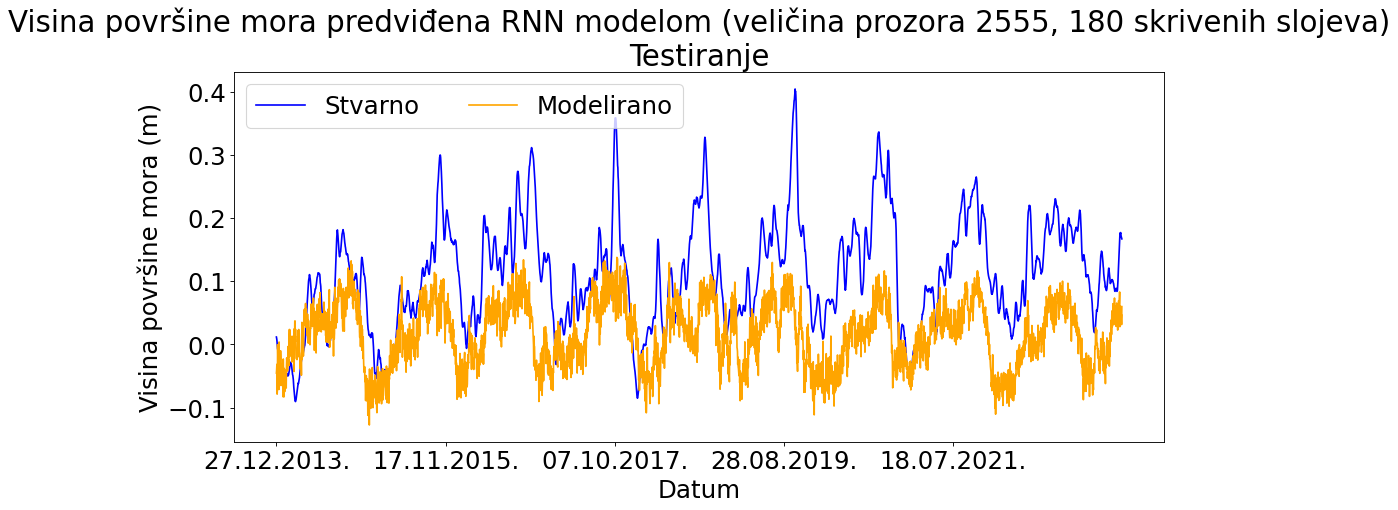 Visina površine mora predviđena RNN modelom (veličina prozora 2555, 180 skrivenih slojeva)
Testiranje
Stvarno
Modelirano
Visina površine mora (m)
0.4
0.3
0.2
0.1
0.0
−0.1
27.12.2013.
17.11.2015.
07.10.2017.
28.08.2019.
18.07.2021.
Datum